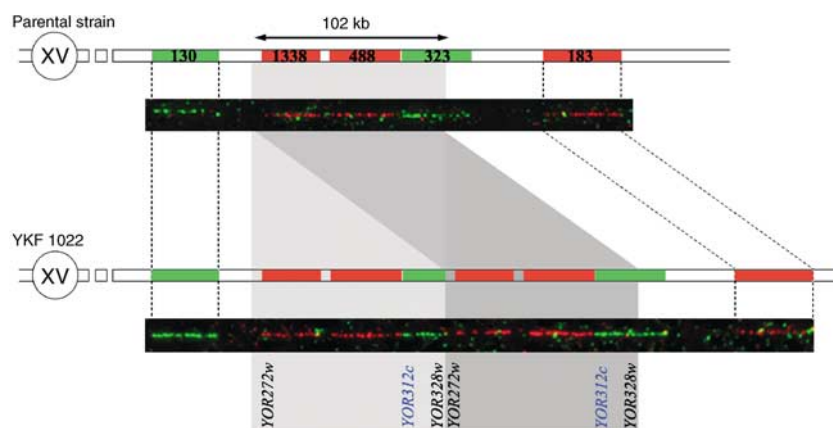 Parental strain
102 kb
XV
130
1338
488
323
183
YKF 1022
XV
YOR272w
YOR312c
YOR328w
YOR272w
YOR312c
YOR328w